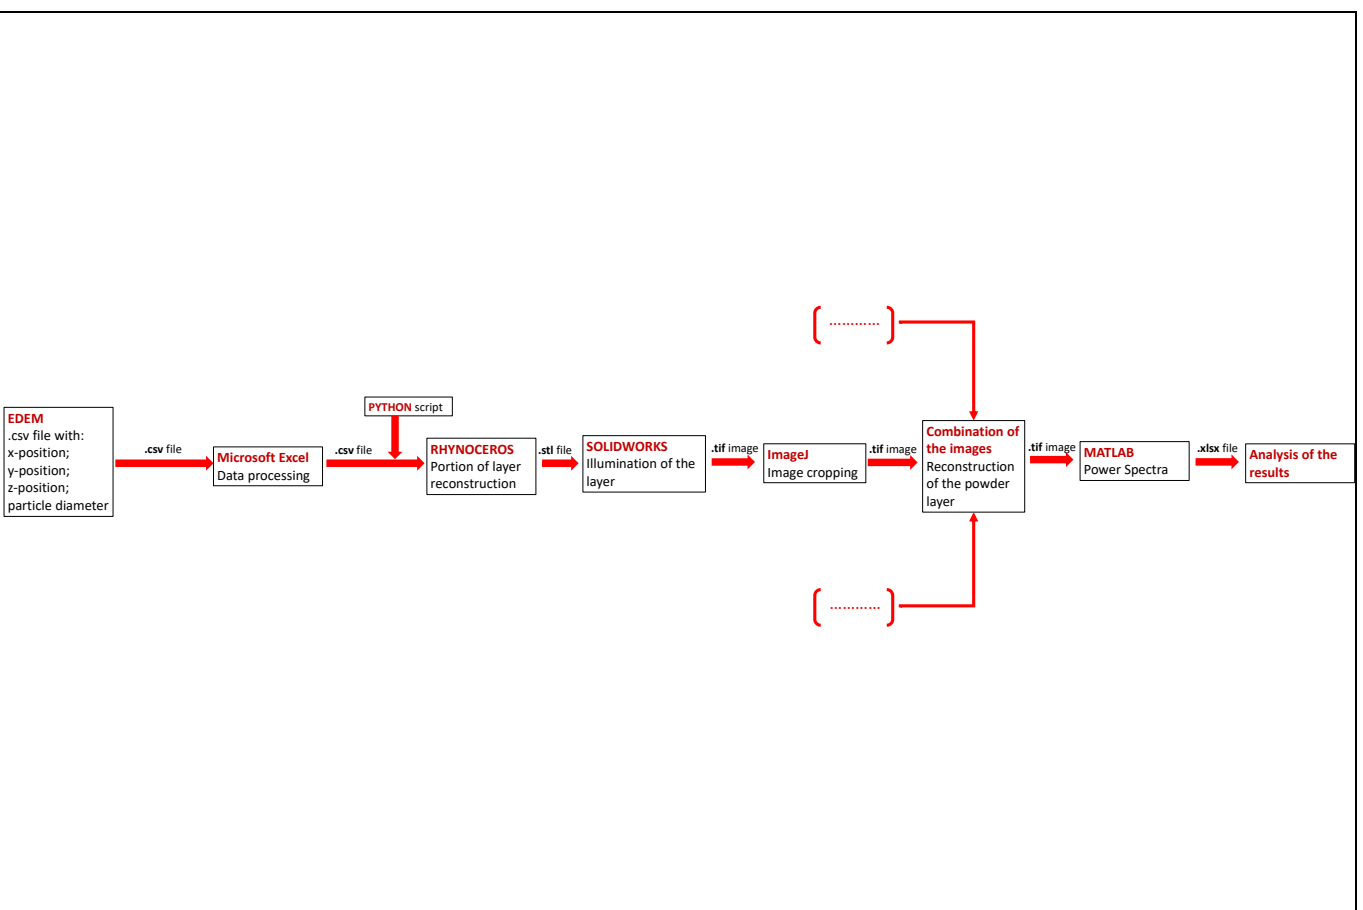 EDEM
.csv file with:
x-position;
y-position;
z-position;
particle diameter
.csv file
Microsoft Excel
Data processing
.csv file
PYTHON script
RHYNOCEROS
Portion of layer
reconstruction
.stl file
SOLIDWORKS
Illumination of the
layer
.tif image
ImageJ
Image cropping
.tif image
............
Combination of
the images
Reconstruction
of the powder
layer
............
.tif image
MATLAB
Power Spectra
.xlsx file
Analysis of the
results